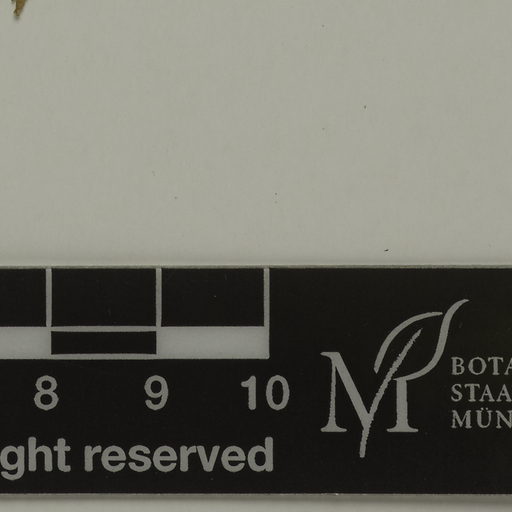 8 9 10
ght reserved
M
BOTA
STAA
MÜN